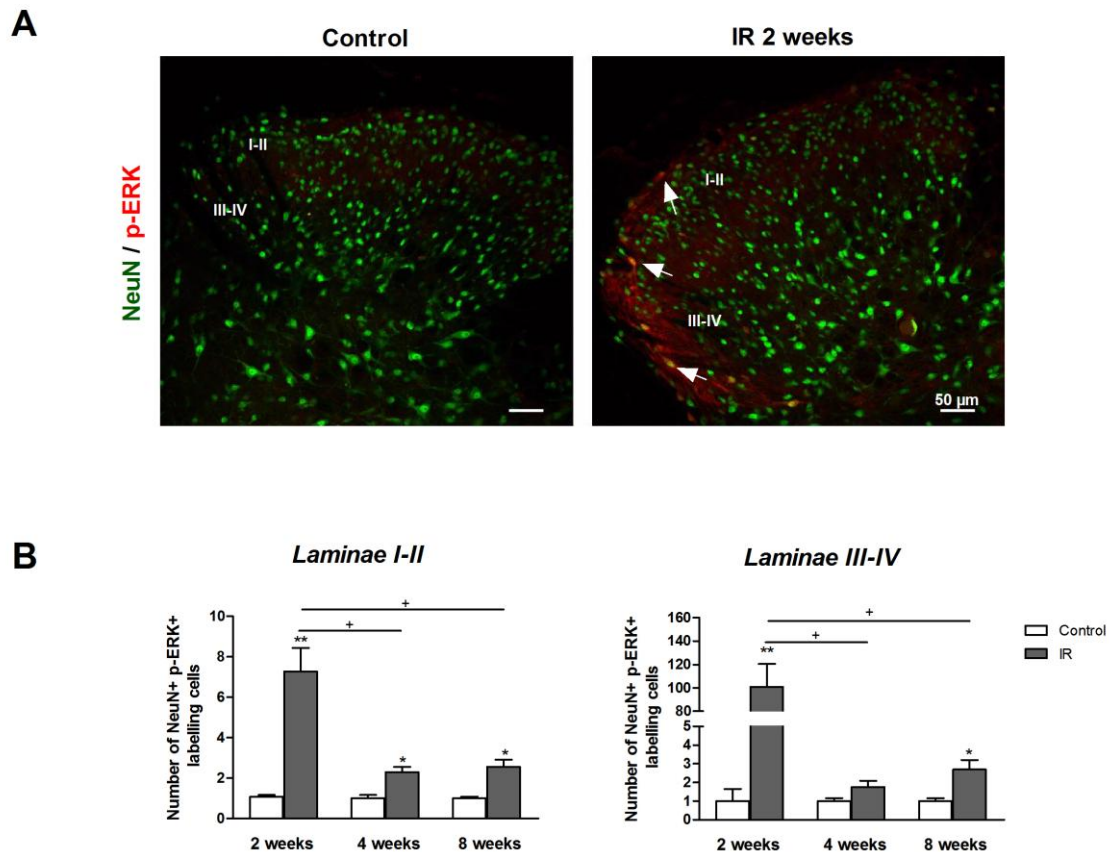 A
Control
IR 2 weeks
NeuN / p-ERK
I-II
III-IV
I-II
III-IV
50 µm
B
Laminae I-II
Number of NeuN+ p-ERK+
labelling cells
10
8
6
4
2
0
**
+
+
*
*
2 weeks
4 weeks
8 weeks
Laminae III-IV
Number of NeuN+ p-ERK+
labelling cells
160
140
120
100
80
5
4
3
2
1
0
**
+
+
*
2 weeks
4 weeks
8 weeks
Control
IR